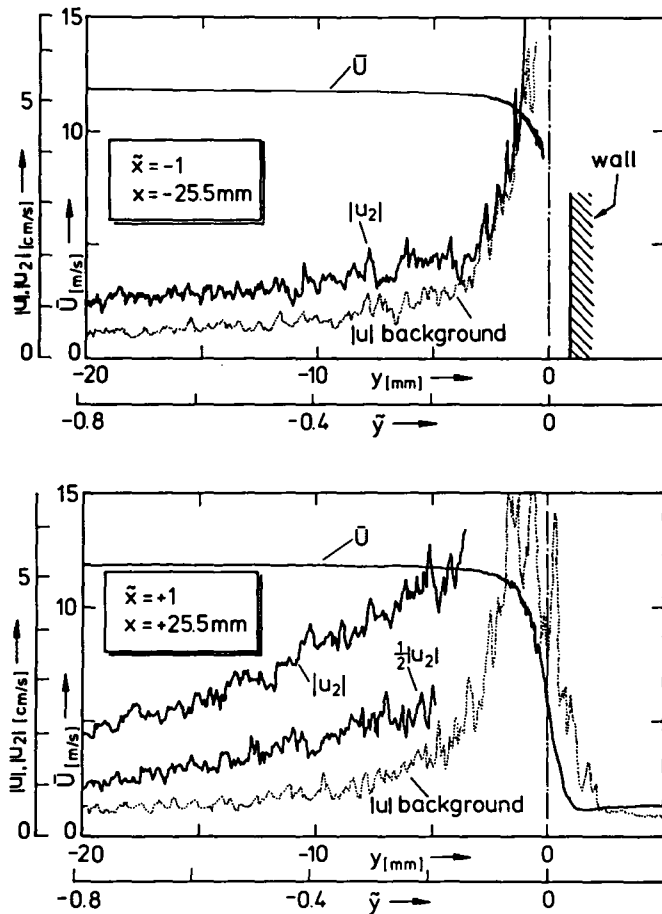 15
10
5
0
Ū
x̃ = -1
x = -25.5mm
|u₂|
|u| background
wall
|u|, |u₂| [cm/s]
Ū [m/s]
0
-20
-10
y [mm]
0
-0.8
-0.4
ỹ
0
15
10
5
0
Ū
x̃ = +1
x = +25.5mm
|u₂|
½|u₂|
|u| background
|u|, |u₂| [cm/s]
Ū [m/s]
0
-20
-10
y [mm]
0
-0.8
-0.4
ỹ
0